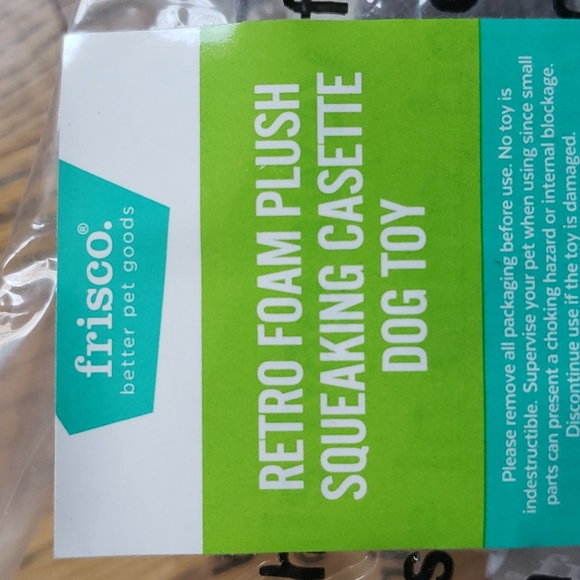 frisco.®
better pet goods
RETRO FOAM PLUSH
SQUEAKING CASETTE
DOG TOY
Please remove all packaging before use. No toy is
indestructible. Supervise your pet when using since small
parts can present a choking hazard or internal blockage.
Discontinue use if the toy is damaged.